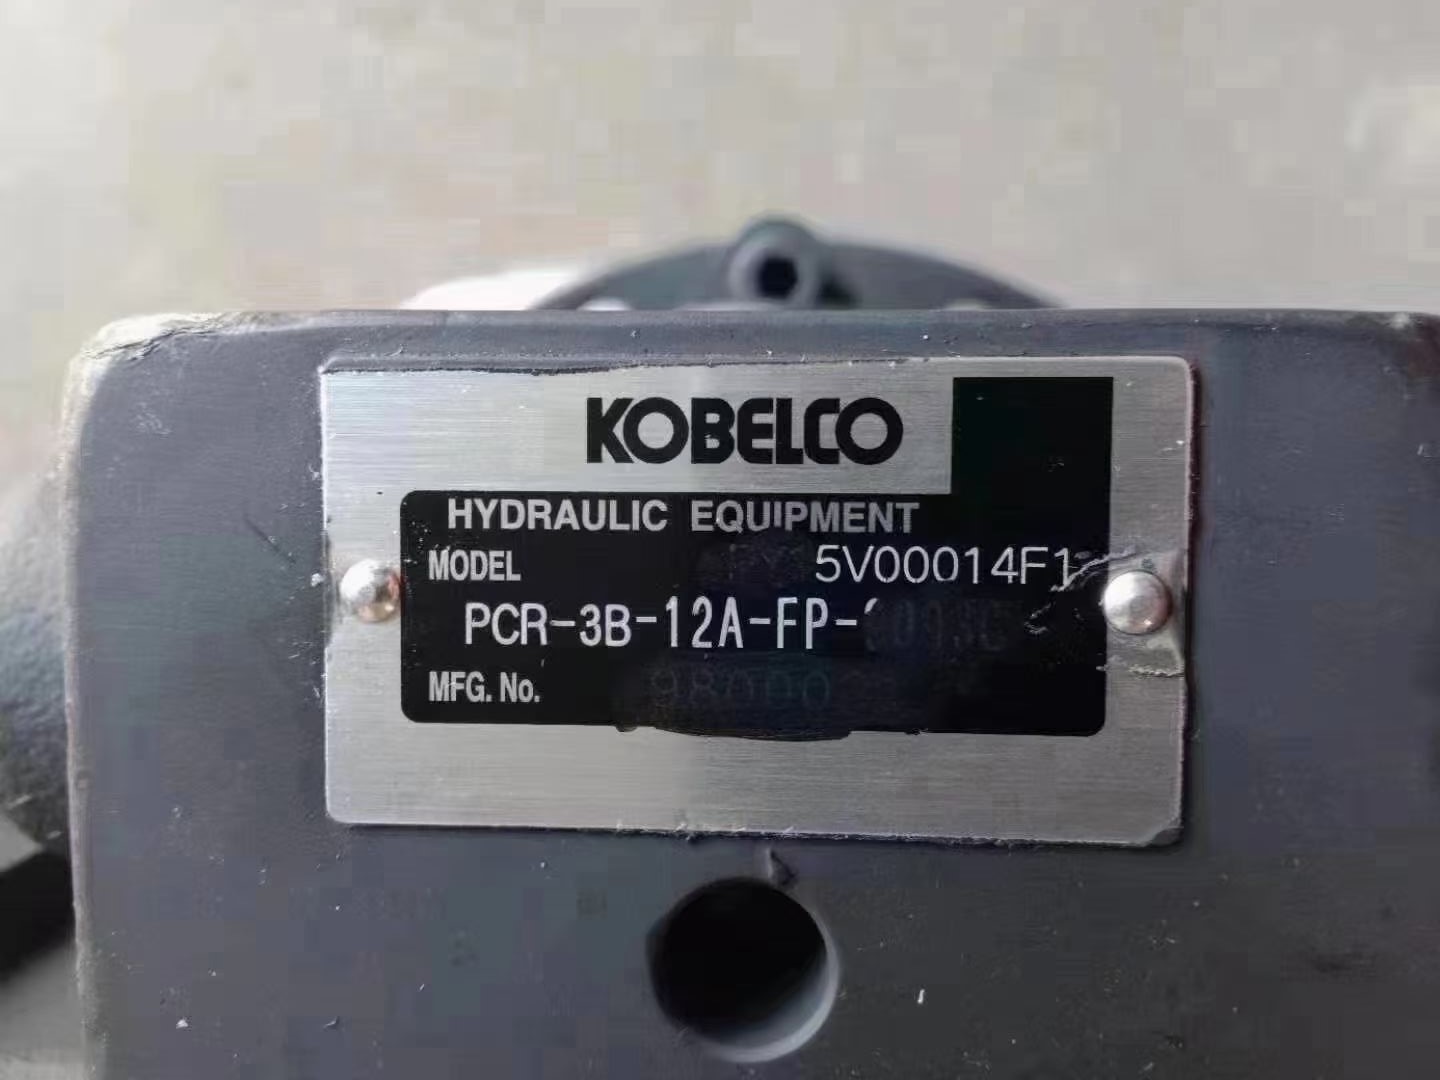 KOBELCO
HYDRAULIC EQUIPMENT
MODEL 5V00014F1
PCR-3B-12A-FP-
MFG. No.